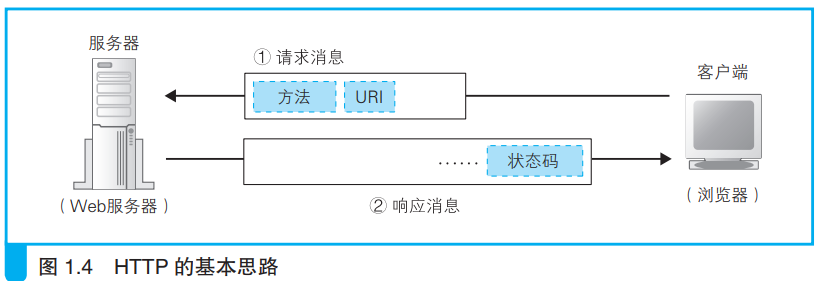 服务器
① 请求消息
客户端
方法
URI
…… 状态码
（Web服务器）
（浏览器）
② 响应消息
图 1.4 HTTP 的基本思路